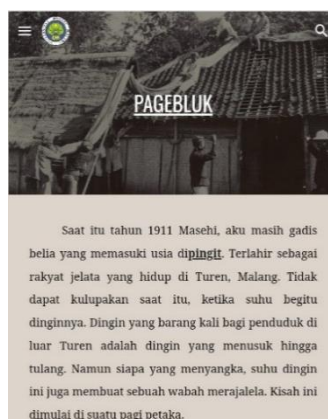 PAGEBLUK
Saat itu tahun 1911 Masehi, aku masih gadis
belia yang memasuki usia dipingit. Terlahir sebagai
rakyat jelata yang hidup di Turen, Malang. Tidak
dapat kulupakan saat itu, ketika suhu begitu
dinginnya. Dingin yang barang kali bagi penduduk di
luar Turen adalah dingin yang menusuk hingga
tulang. Namun siapa yang menyangka, suhu dingin
ini juga membuat sebuah wabah merajalela. Kisah ini
dimulai di suatu pagi petaka.